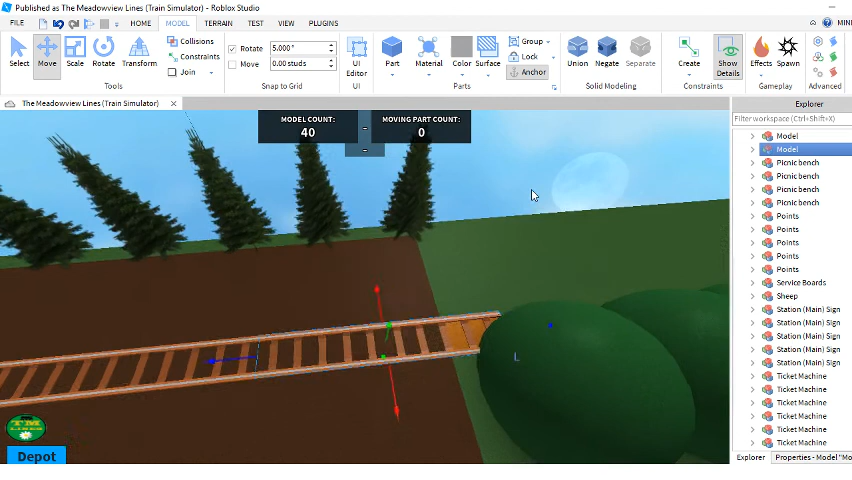 Published as The Meadowview Lines (Train Simulator) - Roblox Studio
FILE HOME MODEL TERRAIN TEST VIEW PLUGINS MINI
Select Move Scale Rotate Transform
Collisions
Constraints
Join
Tools
Rotate 5.000°
Move 0.00 studs
Snap to Grid
UI Editor
UI
Part Material Color Surface
Group
Lock
Anchor
Parts
Union Negate Separate
Solid Modeling
Create Show Details
Constraints
Effects Spawn
Gameplay
Advanced
The Meadowview Lines (Train Simulator)
MODEL COUNT: 40
MOVING PART COUNT: 0
L
LINES
Depot
Explorer
Filter workspace (Ctrl+Shift+X)
Model
Model
Picnic bench
Picnic bench
Picnic bench
Picnic bench
Points
Points
Points
Points
Points
Service Boards
Sheep
Station (Main) Sign
Station (Main) Sign
Station (Main) Sign
Station (Main) Sign
Station (Main) Sign
Ticket Machine
Ticket Machine
Ticket Machine
Ticket Machine
Ticket Machine
Ticket Machine
Explorer Properties - Model "Mo